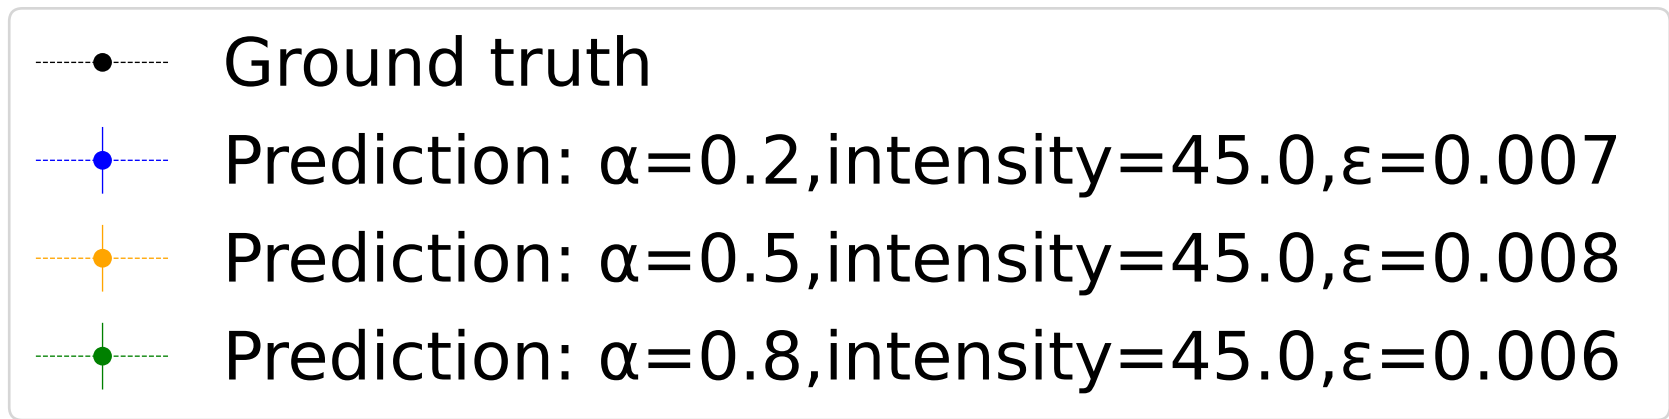 Ground truth
Prediction: α=0.2,intensity=45.0,ε=0.007
Prediction: α=0.5,intensity=45.0,ε=0.008
Prediction: α=0.8,intensity=45.0,ε=0.006